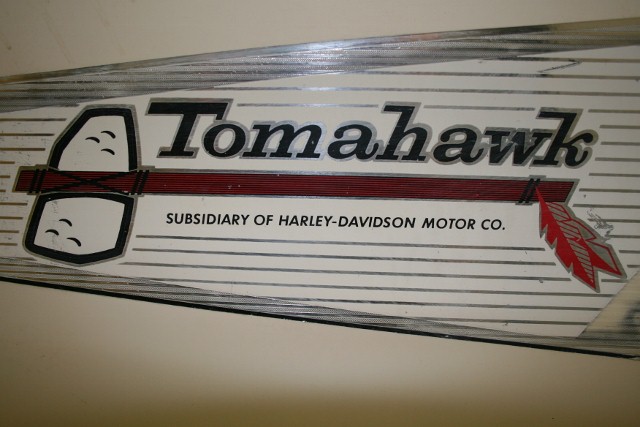 Tomahawk
SUBSIDIARY OF HARLEY-DAVIDSON MOTOR CO.